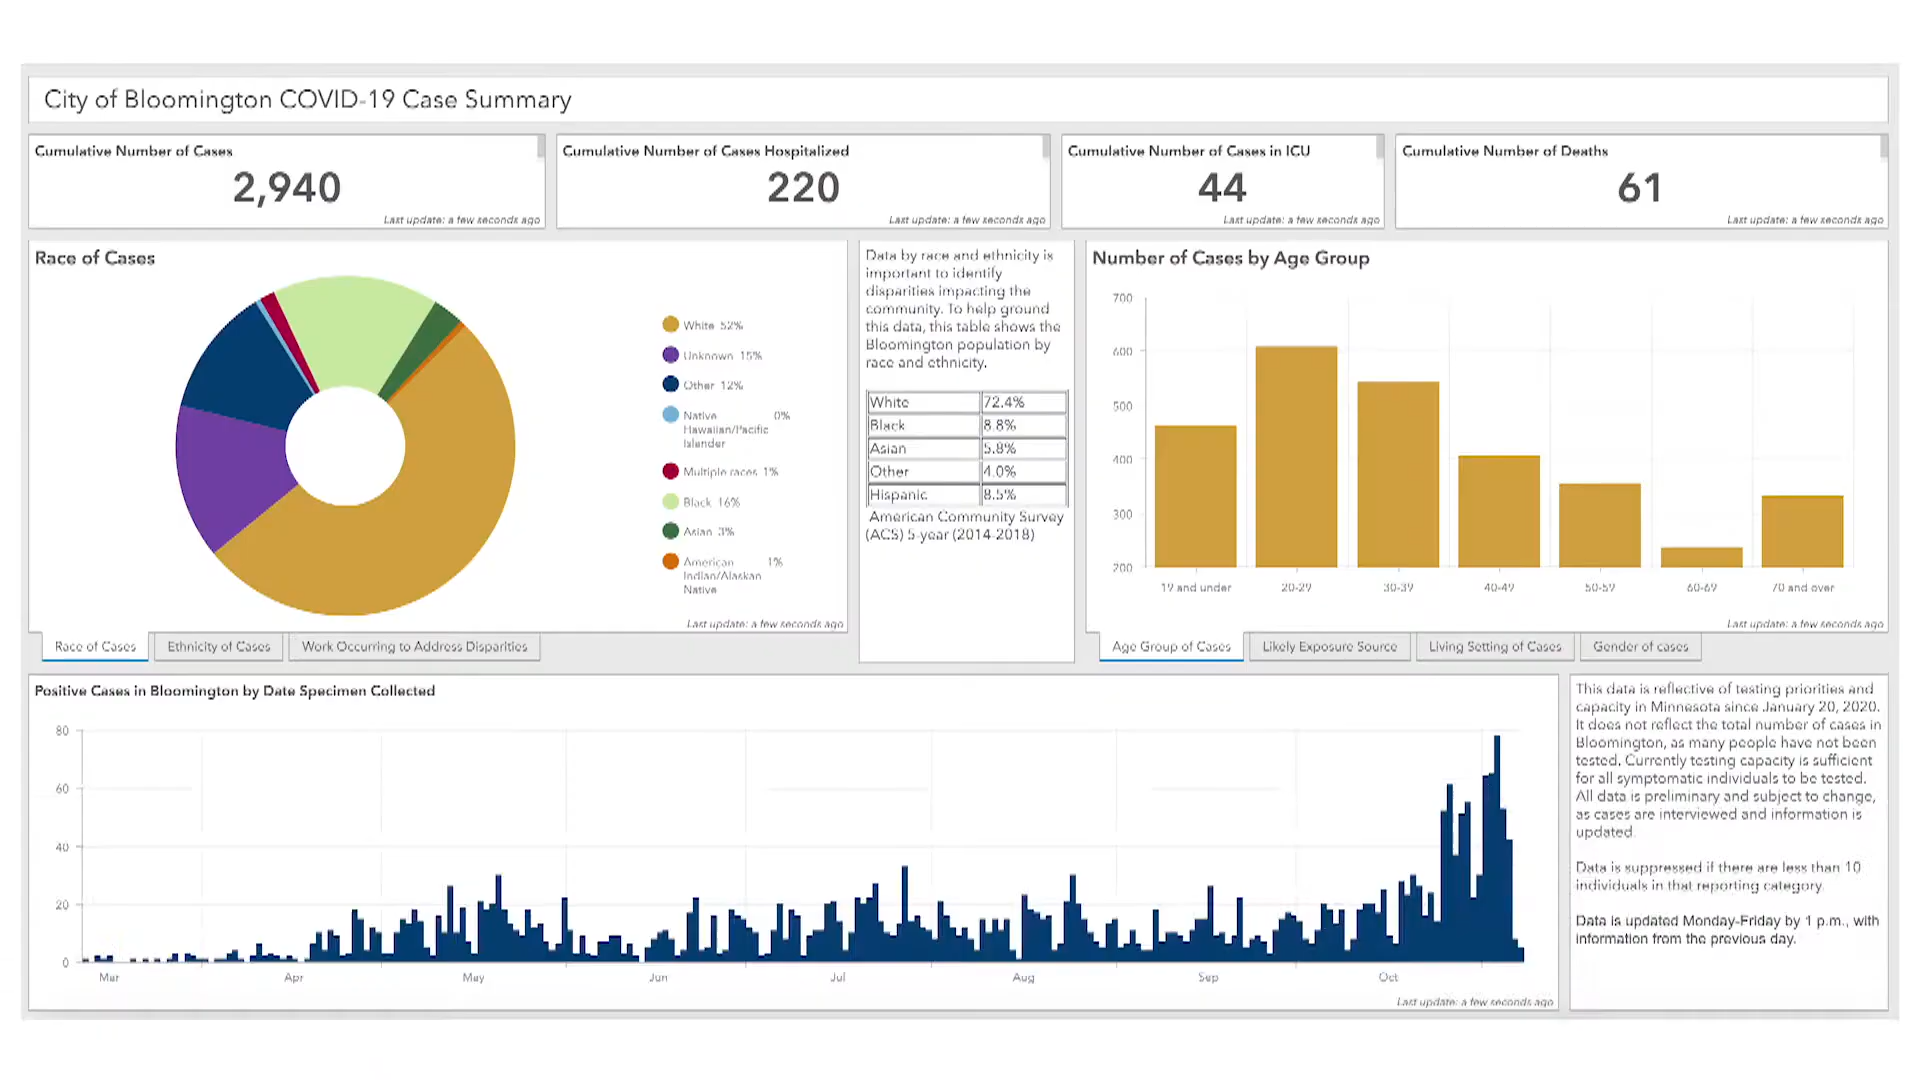 City of Bloomington COVID-19 Case Summary
Cumulative Number of Cases
2,940
Last update: a few seconds ago
Cumulative Number of Cases Hospitalized
220
Last update: a few seconds ago
Cumulative Number of Cases in ICU
44
Last update: a few seconds ago
Cumulative Number of Deaths
61
Last update: a few seconds ago
Race of Cases
White 52%
Unknown 15%
Other 12%
Native 0%
Hawaiian/Pacific
Islander
Multiple races 1%
Black 16%
Asian 3%
American 1%
Indian/Alaskan
Native
Last update: a few seconds ago
Race of Cases
Ethnicity of Cases
Work Occurring to Address Disparities
Data by race and ethnicity is
important to identify
disparities impacting the
community. To help ground
this data, this table shows the
Bloomington population by
race and ethnicity.
White 72.4%
Black 8.8%
Asian 5.8%
Other 4.0%
Hispanic 8.5%
American Community Survey
(ACS) 5-year (2014-2018)
Number of Cases by Age Group
700
600
500
400
300
200
19 and under 20-29 30-39 40-49 50-59 60-69 70 and over
Last update: a few seconds ago
Age Group of Cases
Likely Exposure Source
Living Setting of Cases
Gender of cases
Positive Cases in Bloomington by Date Specimen Collected
80
60
40
20
0
Mar Apr May Jun Jul Aug Sep Oct
Last update: a few seconds ago
This data is reflective of testing priorities and
capacity in Minnesota since January 20, 2020.
It does not reflect the total number of cases in
Bloomington, as many people have not been
tested. Currently testing capacity is sufficient
for all symptomatic individuals to be tested.
All data is preliminary and subject to change,
as cases are interviewed and information is
updated.
Data is suppressed if there are less than 10
individuals in that reporting category.
Data is updated Monday-Friday by 1 p.m., with
information from the previous day.